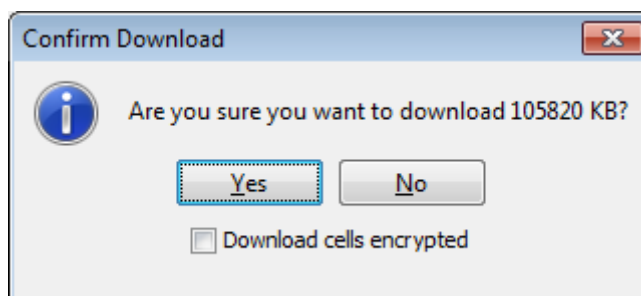 Confirm Download
Are you sure you want to download 105820 KB?
Yes No
Download cells encrypted